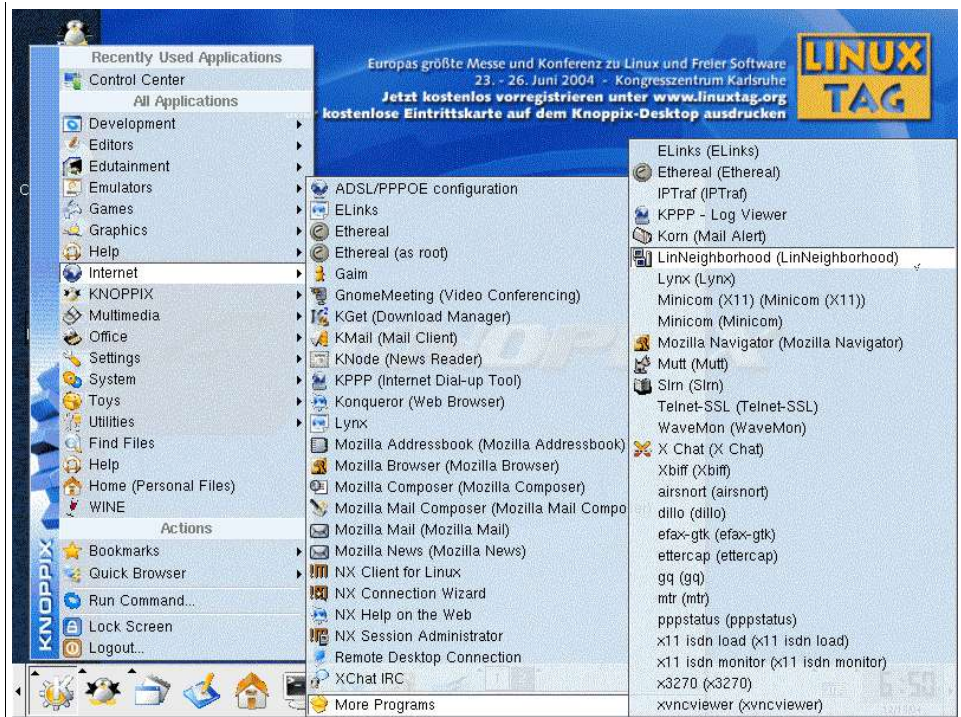 Europas größte Messe und Konferenz zu Linux und Freier Software
23. - 26. Juni 2004 - Kongresszentrum Karlsruhe
Jetzt kostenlos vorregistrieren unter www.linuxtag.org
kostenlose Eintrittskarte auf dem Knoppix-Desktop ausdrucken
LINUX
TAG
KNOPPIX
Recently Used Applications
Control Center
All Applications
Development
Editors
Edutainment
Emulators
Games
Graphics
Help
Internet
KNOPPIX
Multimedia
Office
Settings
System
Toys
Utilities
Find Files
Help
Home (Personal Files)
WINE
Actions
Bookmarks
Quick Browser
Run Command...
Lock Screen
Logout...
ADSL/PPPOE configuration
ELinks
Ethereal
Ethereal (as root)
Gaim
GnomeMeeting (Video Conferencing)
KGet (Download Manager)
KMail (Mail Client)
KNode (News Reader)
KPPP (Internet Dial-up Tool)
Konqueror (Web Browser)
Lynx
Mozilla Addressbook (Mozilla Addressbook)
Mozilla Browser (Mozilla Browser)
Mozilla Composer (Mozilla Composer)
Mozilla Mail Composer (Mozilla Mail Compo
Mozilla Mail (Mozilla Mail)
Mozilla News (Mozilla News)
NX Client for Linux
NX Connection Wizard
NX Help on the Web
NX Session Administrator
Remote Desktop Connection
XChat IRC
More Programs
ELinks (ELinks)
Ethereal (Ethereal)
IPTraf (IPTraf)
KPPP - Log Viewer
Korn (Mail Alert)
LinNeighborhood (LinNeighborhood)
Lynx (Lynx)
Minicom (X11) (Minicom (X11))
Minicom (Minicom)
Mozilla Navigator (Mozilla Navigator)
Mutt (Mutt)
Slrn (Slrn)
Telnet-SSL (Telnet-SSL)
WaveMon (WaveMon)
X Chat (X Chat)
Xbiff (Xbiff)
airsnort (airsnort)
dillo (dillo)
efax-gtk (efax-gtk)
ettercap (ettercap)
gq (gq)
mtr (mtr)
pppstatus (pppstatus)
x11 isdn load (x11 isdn load)
x11 isdn monitor (x11 isdn monitor)
x3270 (x3270)
xvncviewer (xvncviewer)
6:50